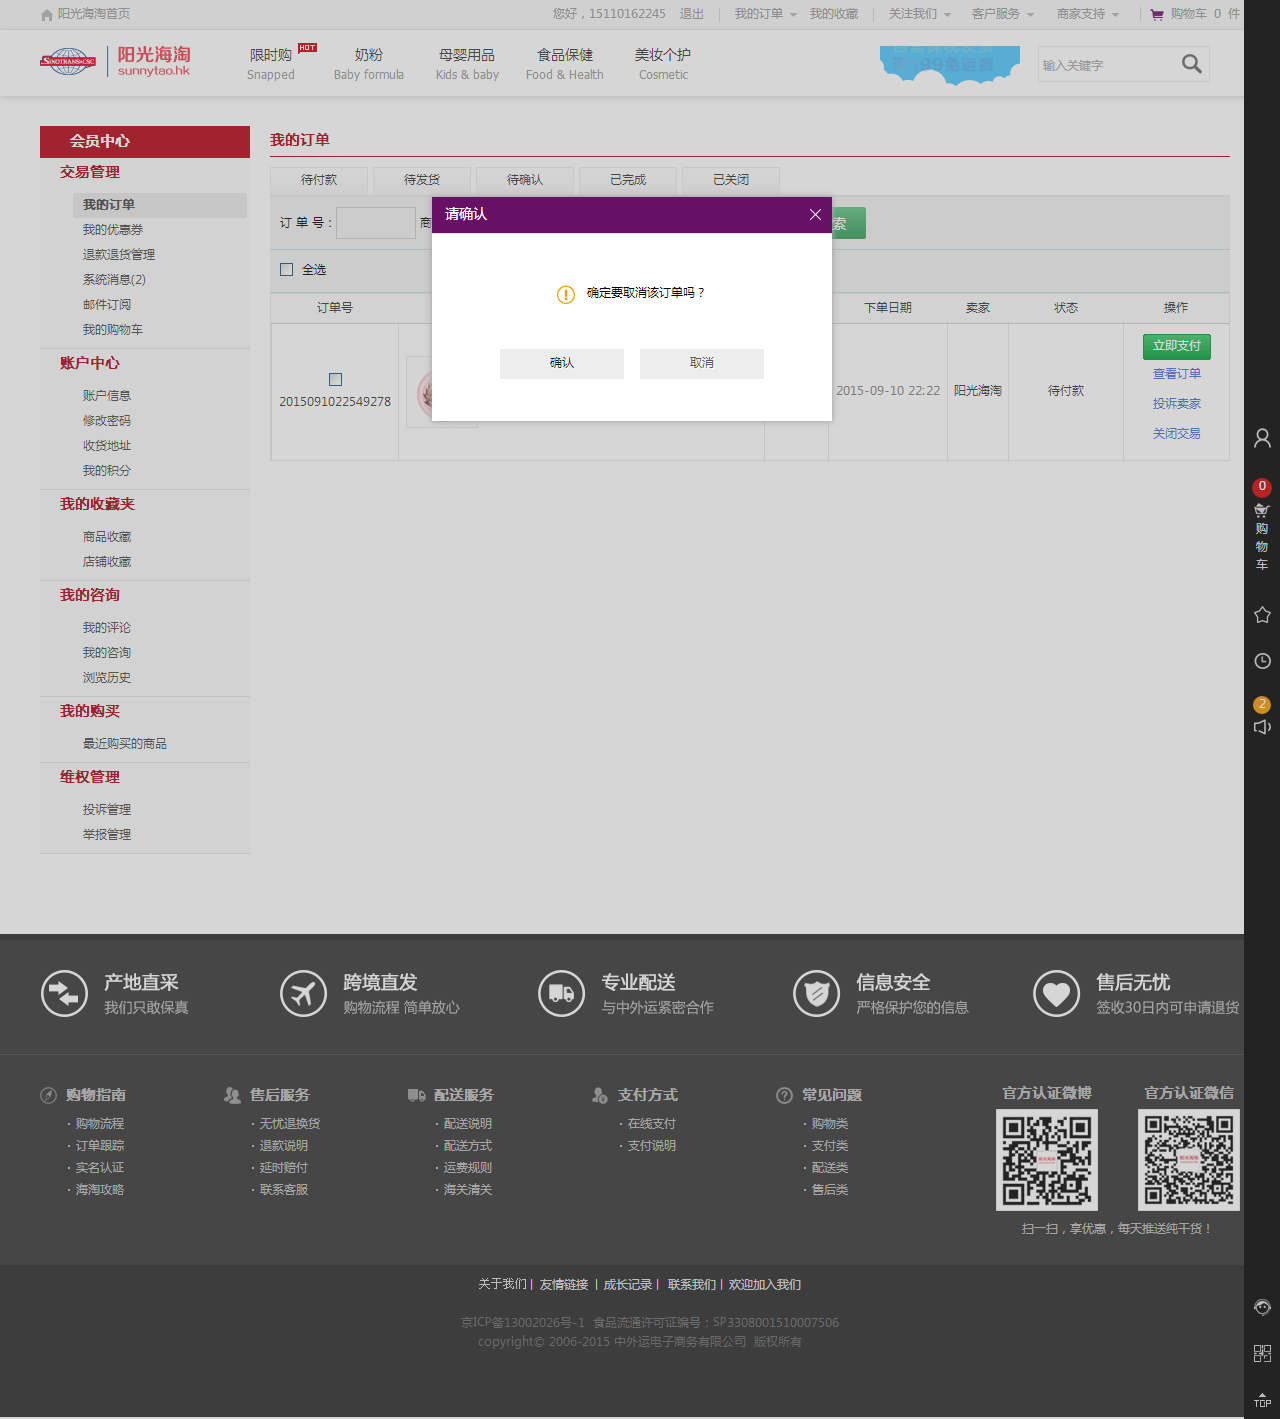 阳光海淘首页
您好，15110162245 退出 我的订单 我的收藏 关注我们 客户服务 商家支持 购物车 0 件
SINOTRANS&CSC
阳光海淘
sunnytao.hk
限时购 HOT 奶粉 母婴用品 食品保健 美妆个护
Snapped Baby formula Kids & baby Food & Health Cosmetic
99免运费
输入关键字
会员中心
交易管理
我的订单
我的优惠券
退款退货管理
系统消息(2)
邮件订阅
我的购物车
账户中心
账户信息
修改密码
收货地址
我的积分
我的收藏夹
商品收藏
店铺收藏
我的咨询
我的评论
我的咨询
浏览历史
我的购买
最近购买的商品
维权管理
投诉管理
举报管理
我的订单
待付款 待发货 待确认 已完成 已关闭
订 单 号： 商 索
全选
订单号 下单日期 卖家 状态 操作
2015091022549278
2015-09-10 22:22 阳光海淘 待付款
立即支付
查看订单
投诉卖家
关闭交易
请确认
确定要取消该订单吗？
确认 取消
0
购
物
车
2
TOP
产地直采 跨境直发 专业配送 信息安全 售后无忧
我们只敢保真 购物流程 简单放心 与中外运紧密合作 严格保护您的信息 签收30日内可申请退货
购物指南
· 购物流程
· 订单跟踪
· 实名认证
· 海淘攻略
售后服务
· 无忧退换货
· 退款说明
· 延时赔付
· 联系客服
配送服务
· 配送说明
· 配送方式
· 运费规则
· 海关清关
支付方式
· 在线支付
· 支付说明
常见问题
· 购物类
· 支付类
· 配送类
· 售后类
官方认证微博 官方认证微信
扫一扫，享优惠，每天推送纯干货！
关于我们 | 友情链接 | 成长记录 | 联系我们 | 欢迎加入我们
京ICP备13002026号-1 食品流通许可证编号：SP3308001510007506
copyright© 2006-2015 中外运电子商务有限公司 版权所有